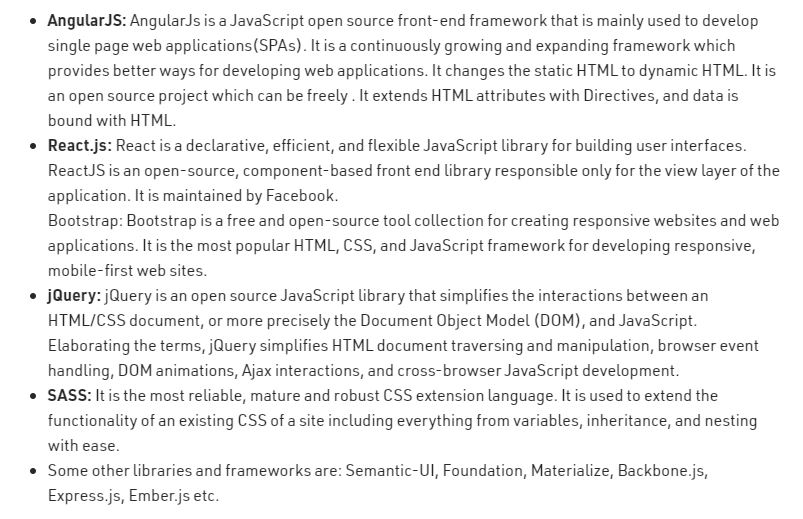 AngularJS: AngularJs is a JavaScript open source front-end framework that is mainly used to develop
single page web applications(SPAs). It is a continuously growing and expanding framework which
provides better ways for developing web applications. It changes the static HTML to dynamic HTML. It is
an open source project which can be freely . It extends HTML attributes with Directives, and data is
bound with HTML.
React.js: React is a declarative, efficient, and flexible JavaScript library for building user interfaces.
ReactJS is an open-source, component-based front end library responsible only for the view layer of the
application. It is maintained by Facebook.
Bootstrap: Bootstrap is a free and open-source tool collection for creating responsive websites and web
applications. It is the most popular HTML, CSS, and JavaScript framework for developing responsive,
mobile-first web sites.
jQuery: jQuery is an open source JavaScript library that simplifies the interactions between an
HTML/CSS document, or more precisely the Document Object Model (DOM), and JavaScript.
Elaborating the terms, jQuery simplifies HTML document traversing and manipulation, browser event
handling, DOM animations, Ajax interactions, and cross-browser JavaScript development.
SASS: It is the most reliable, mature and robust CSS extension language. It is used to extend the
functionality of an existing CSS of a site including everything from variables, inheritance, and nesting
with ease.
Some other libraries and frameworks are: Semantic-UI, Foundation, Materialize, Backbone.js,
Express.js, Ember.js etc.